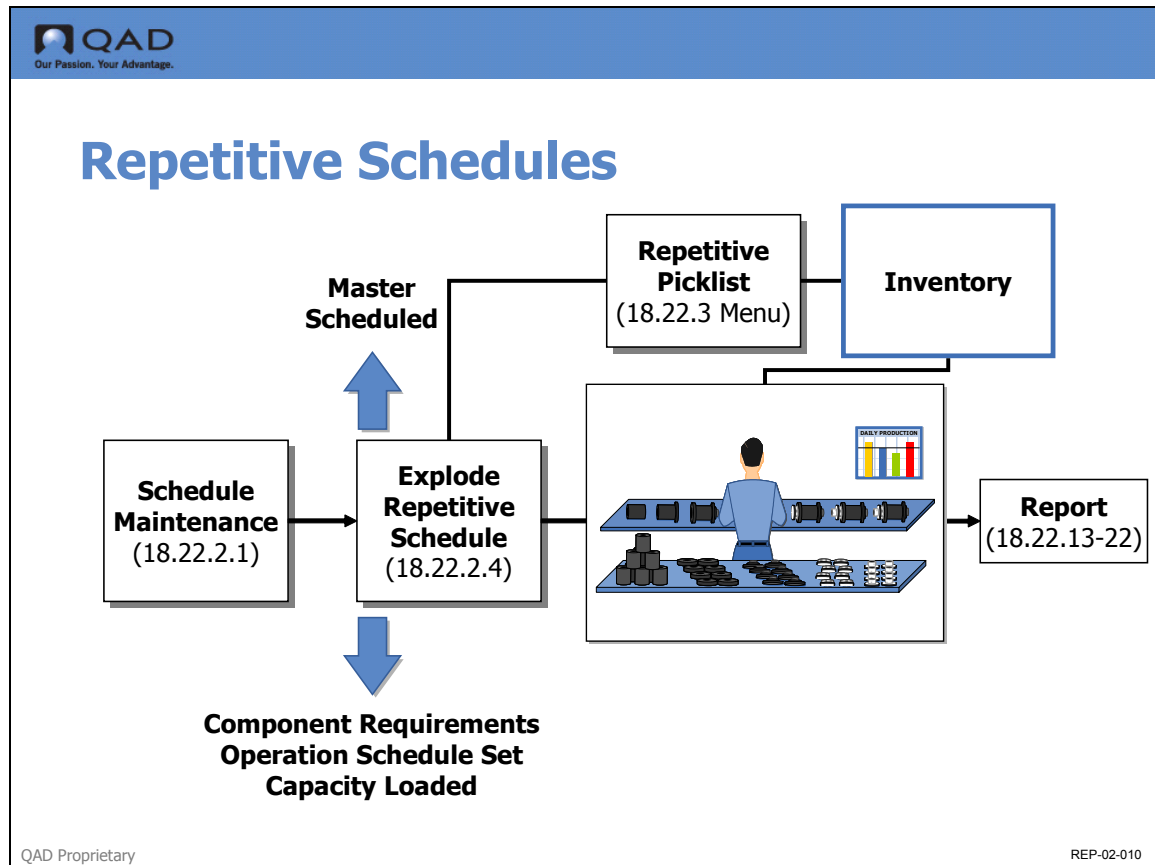 QAD
Our Passion. Your Advantage.
Repetitive Schedules
Master
Scheduled
Repetitive
Picklist
(18.22.3 Menu)
Inventory
DAILY PRODUCTION
Schedule
Maintenance
(18.22.2.1)
Explode
Repetitive
Schedule
(18.22.2.4)
Report
(18.22.13-22)
Component Requirements
Operation Schedule Set
Capacity Loaded
QAD Proprietary
REP-02-010